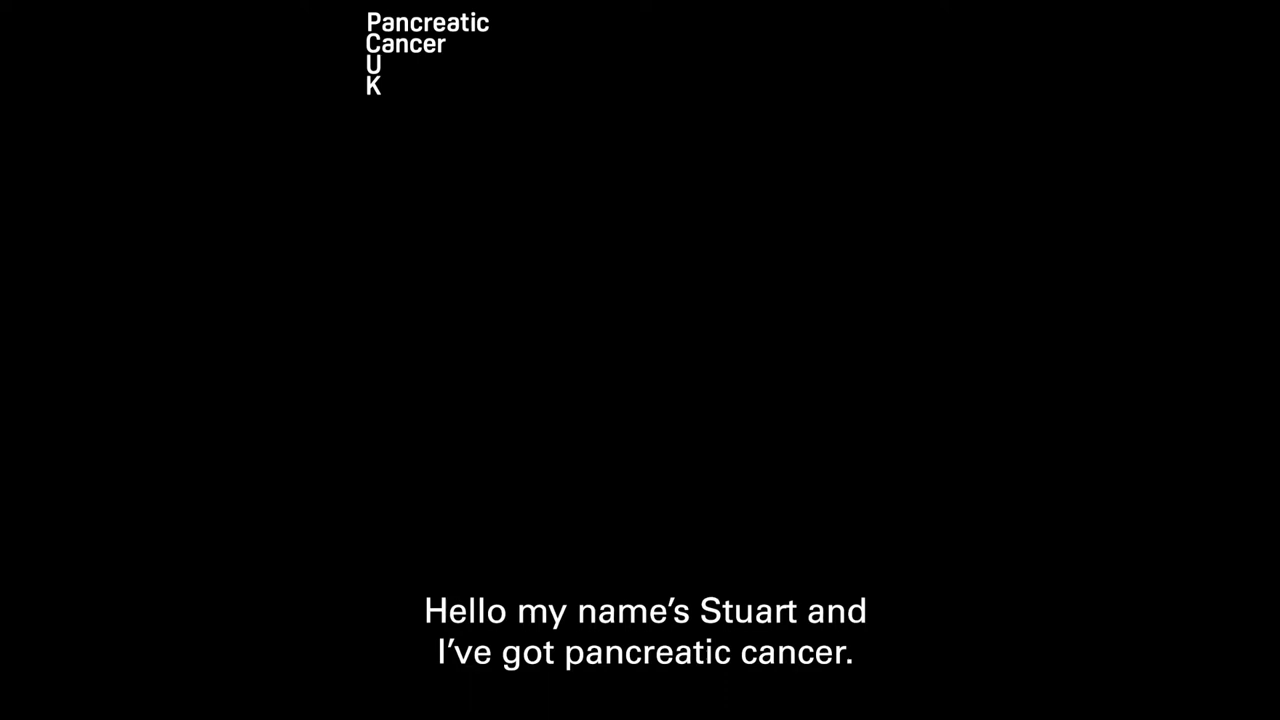 Pancreatic
Cancer
U
K
Hello my name’s Stuart and
I’ve got pancreatic cancer.